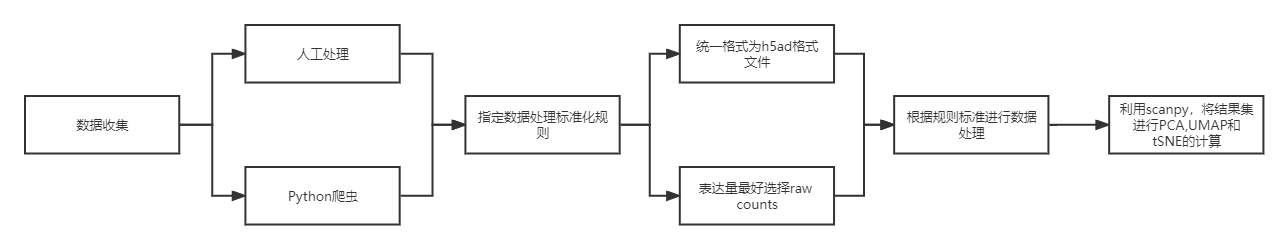 数据收集
人工处理
Python爬虫
指定数据处理标准化规
则
统一格式为h5ad格式
文件
表达量最好选择raw
counts
根据规则标准进行数据
处理
利用scanpy，将结果集
进行PCA,UMAP和
tSNE的计算